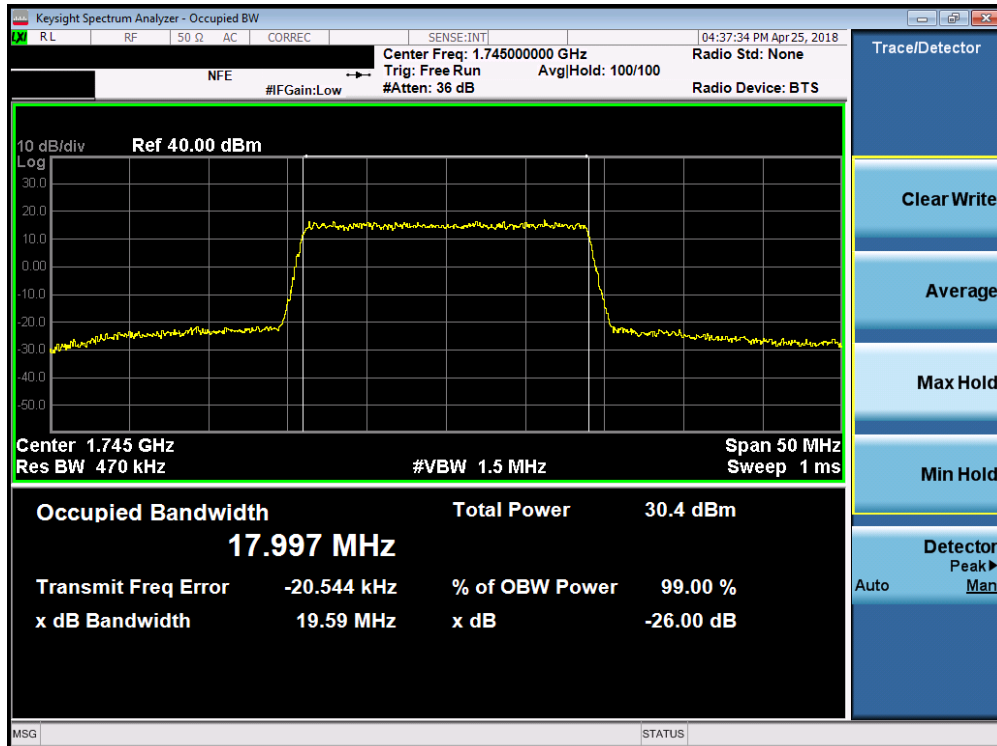 Keysight Spectrum Analyzer - Occupied BW
LXI RL RF 50 Ω AC CORREC SENSE:INT 04:37:34 PM Apr 25, 2018
Center Freq: 1.745000000 GHz Radio Std: None
NFE Trig: Free Run Avg|Hold: 100/100
#IFGain:Low #Atten: 36 dB Radio Device: BTS
10 dB/div Ref 40.00 dBm
Log
30.0
20.0
10.0
0.00
-10.0
-20.0
-30.0
-40.0
-50.0
Center 1.745 GHz Span 50 MHz
Res BW 470 kHz #VBW 1.5 MHz Sweep 1 ms
Occupied Bandwidth Total Power 30.4 dBm
17.997 MHz
Transmit Freq Error -20.544 kHz % of OBW Power 99.00 %
x dB Bandwidth 19.59 MHz x dB -26.00 dB
MSG STATUS
Trace/Detector
Clear Write
Average
Max Hold
Min Hold
Detector
Peak▶
Auto Man